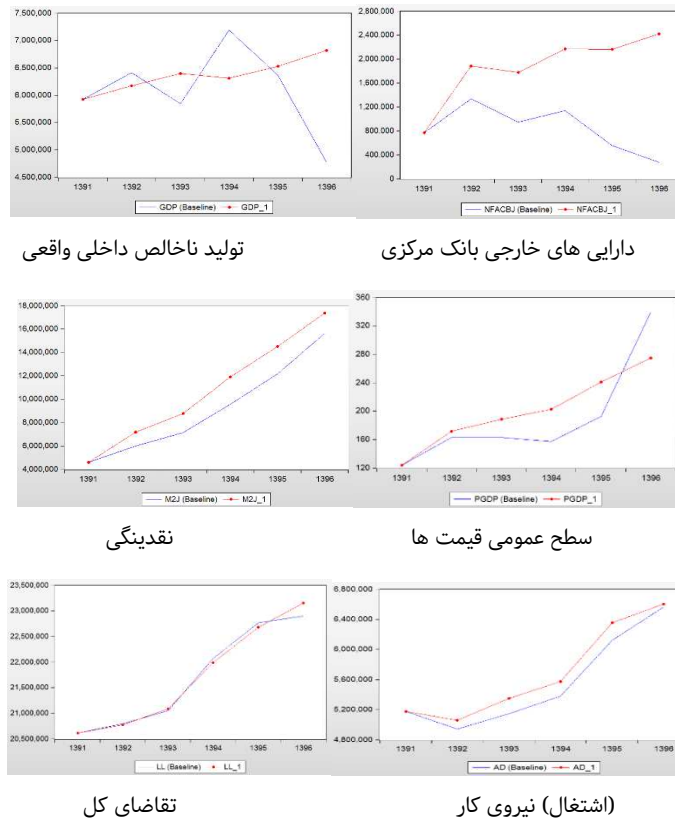 7,500,000
7,000,000
6,500,000
6,000,000
5,500,000
5,000,000
4,500,000
1391 1392 1393 1394 1395 1396
GDP (Baseline) GDP_1
2,800,000
2,400,000
2,000,000
1,600,000
1,200,000
800,000
400,000
0
1391 1392 1393 1394 1395 1396
NFACBJ (Baseline) NFACBJ_1
تولید ناخالص داخلی واقعی
دارایی های خارجی بانک مرکزی
18,000,000
16,000,000
14,000,000
12,000,000
10,000,000
8,000,000
6,000,000
4,000,000
1391 1392 1393 1394 1395 1396
M2J (Baseline) M2J_1
360
320
280
240
200
160
120
1391 1392 1393 1394 1395 1396
PGDP (Baseline) PGDP_1
نقدینگی
سطح عمومی قیمت ها
23,500,000
23,000,000
22,500,000
22,000,000
21,500,000
21,000,000
20,500,000
1391 1392 1393 1394 1395 1396
LL (Baseline) LL_1
6,800,000
6,400,000
6,000,000
5,600,000
5,200,000
4,800,000
1391 1392 1393 1394 1395 1396
AD (Baseline) AD_1
تقاضای کل
(اشتغال) نیروی کار